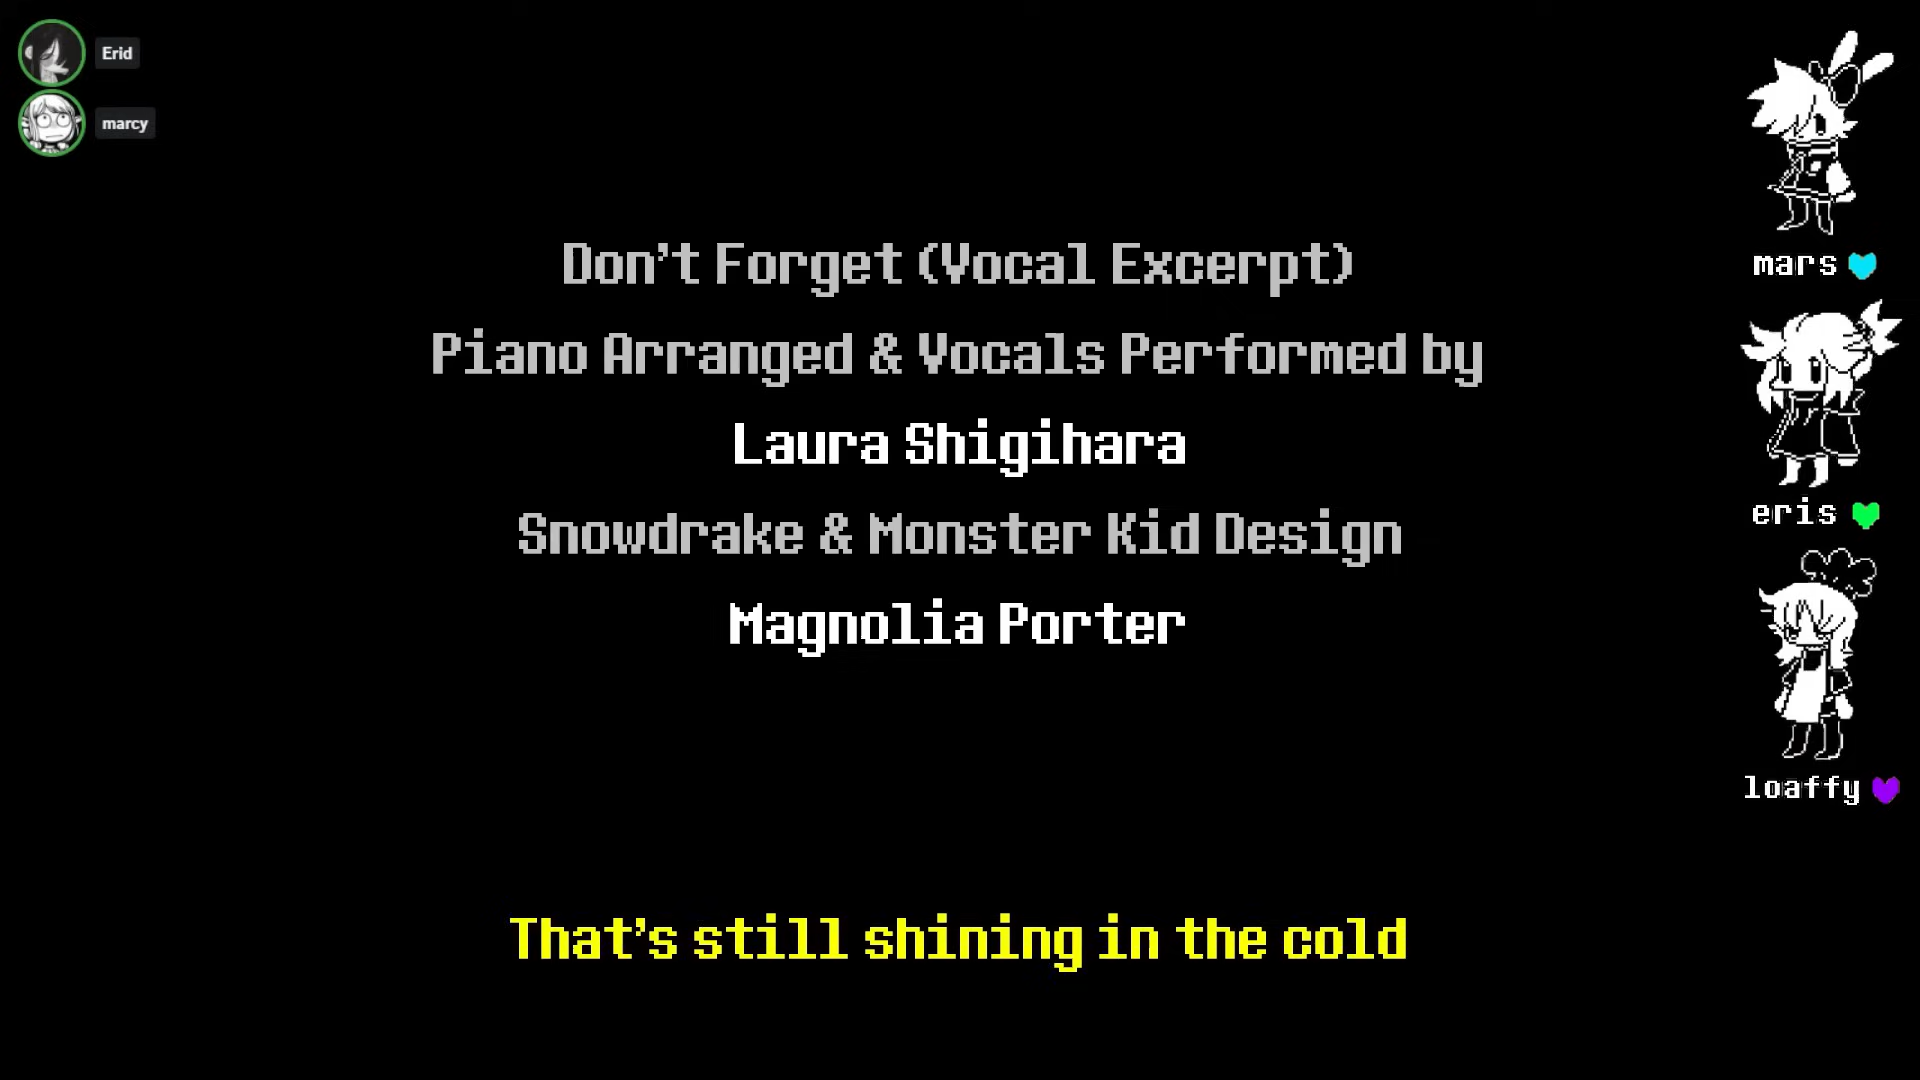 Erid
marcy
Don't Forget (Vocal Excerpt)
Piano Arranged & Vocals Performed by
Laura Shigihara
Snowdrake & Monster Kid Design
Magnolia Porter
That's still shining in the cold
mars
eris
loaffy